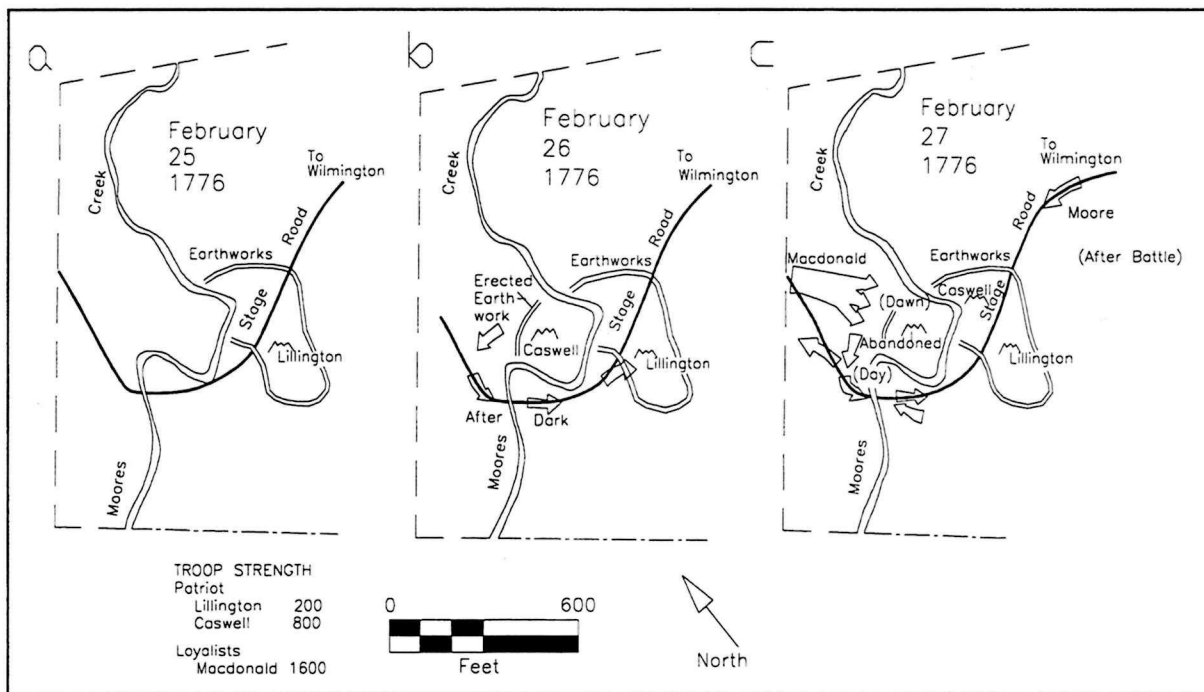 a
February
25
1776
To
Wilmington
Creek
Road
Earthworks
Stage
Lillington
Moores
b
February
26
1776
To
Wilmington
Creek
Road
Earthworks
Erected
Earth
work
Stage
Caswell
Lillington
After
Dark
Moores
c
February
27
1776
To
Wilmington
Creek
Road
Moore
Earthworks
(After Battle)
Macdonald
(Dawn)
Caswell
Stage
Abandoned
Lillington
(Day)
Moores
TROOP STRENGTH
Patriot
Lillington 200
Caswell 800
Loyalists
Macdonald 1600
0 600
Feet
North